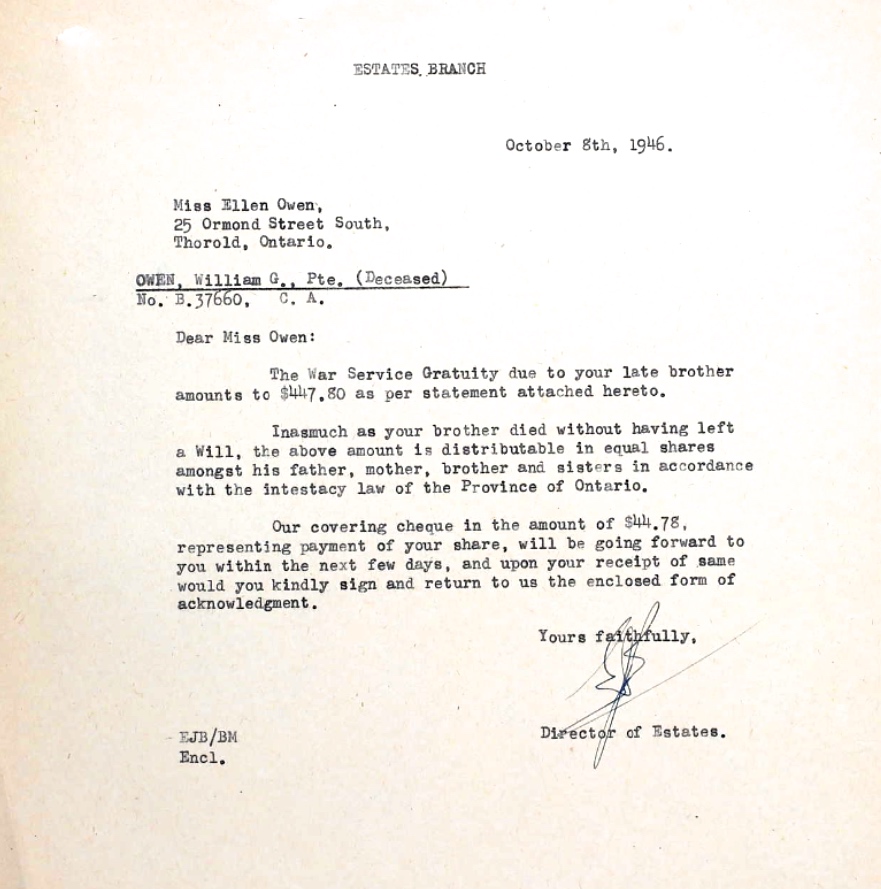 ESTATES BRANCH
October 8th, 1946.
Miss Ellen Owen,
25 Ormond Street South,
Thorold, Ontario.
OWEN, William G., Pte. (Deceased)
No. B.37660, C. A.
Dear Miss Owen:
The War Service Gratuity due to your late brother
amounts to $447.80 as per statement attached hereto.
Inasmuch as your brother died without having left
a Will, the above amount is distributable in equal shares
amongst his father, mother, brother and sisters in accordance
with the intestacy law of the Province of Ontario.
Our covering cheque in the amount of $44.78,
representing payment of your share, will be going forward to
you within the next few days, and upon your receipt of same
would you kindly sign and return to us the enclosed form of
acknowledgment.
Yours faithfully,
Director of Estates.
EJB/BM
Encl.